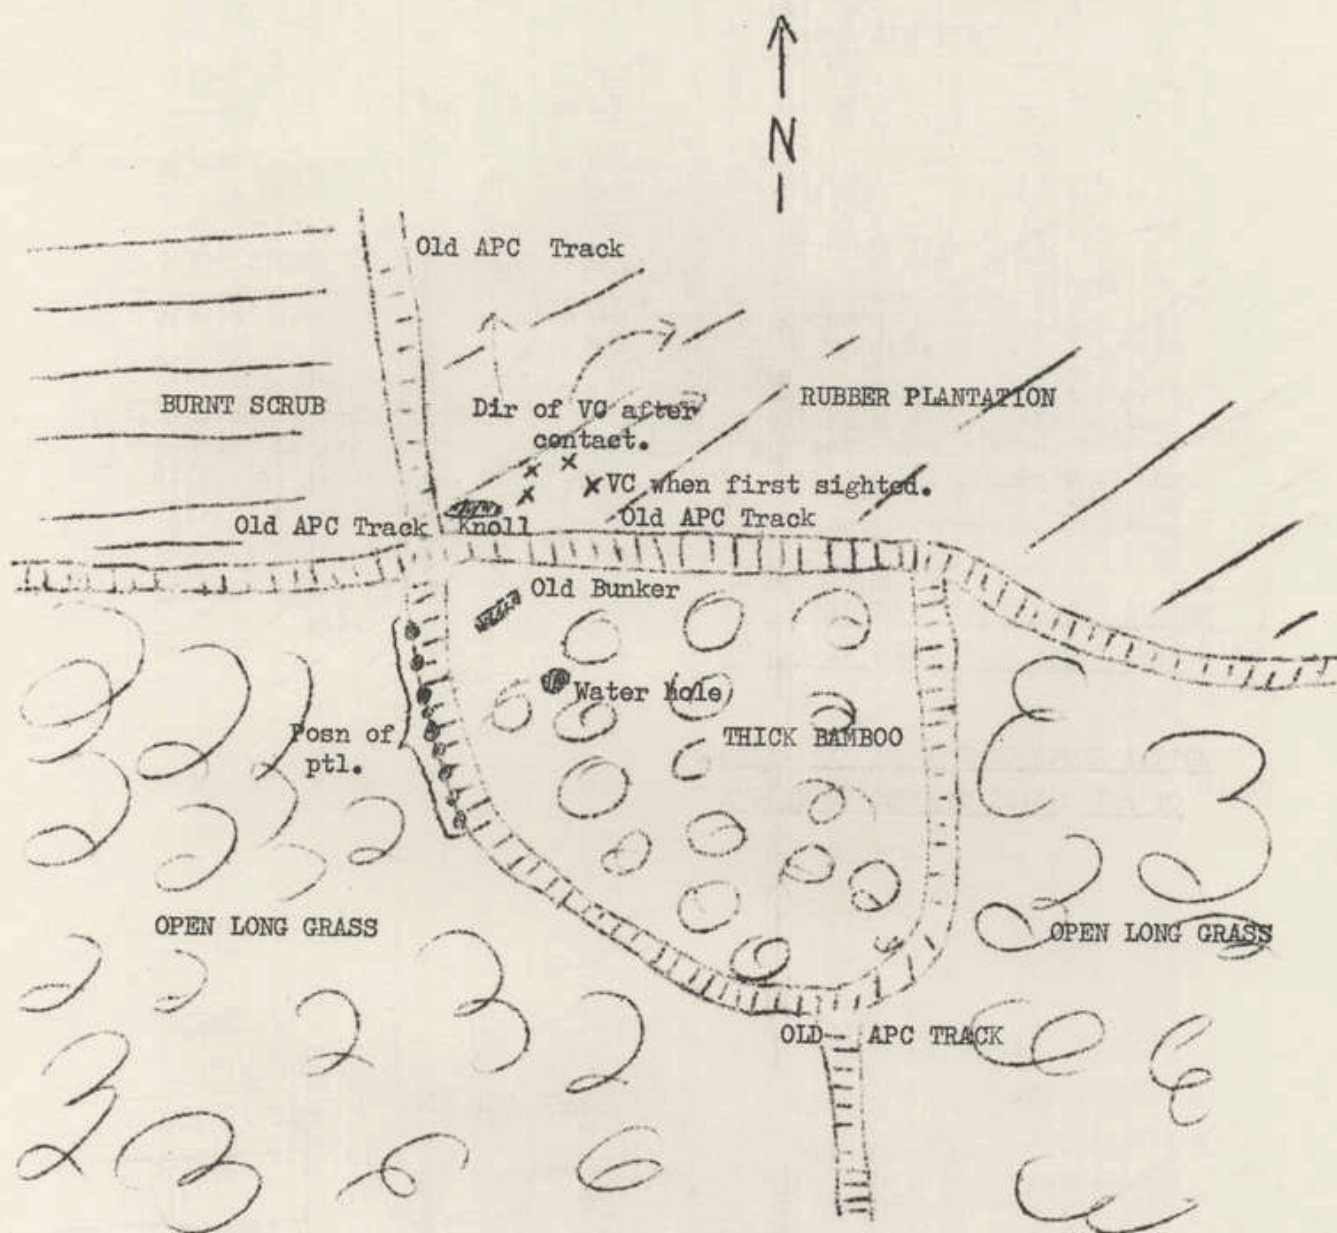 N
Old APC Track
BURNT SCRUB
Dir of VC after
contact.
RUBBER PLANTATION
VC when first sighted.
Old APC Track
Knoll
Old APC Track
Old Bunker
Water hole
Posn of
ptl.
THICK BAMBOO
OPEN LONG GRASS
OPEN LONG GRASS
OLD APC TRACK